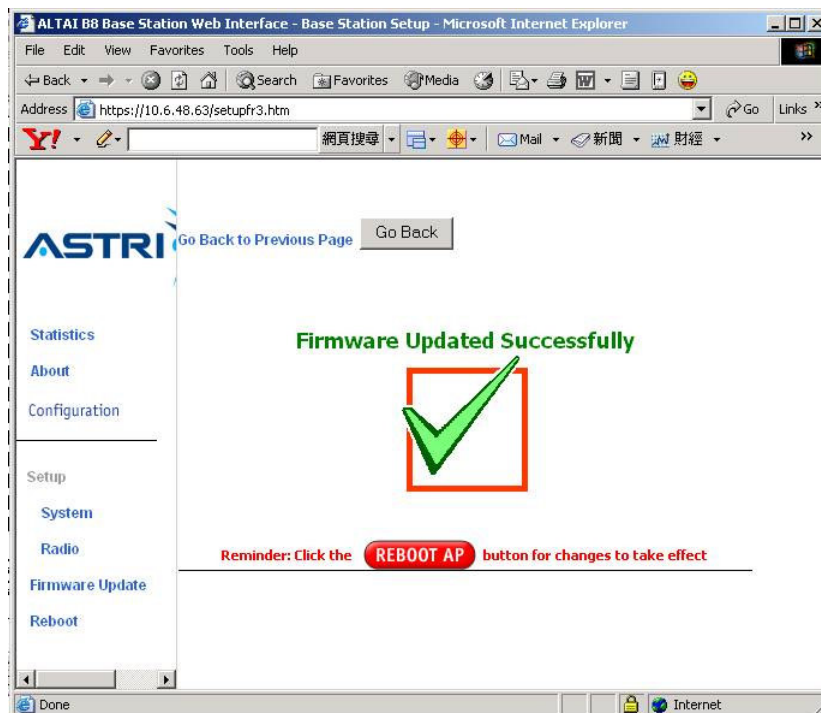 ALTAI B8 Base Station Web Interface - Base Station Setup - Microsoft Internet Explorer
File Edit View Favorites Tools Help
Back Search Favorites Media
Address https://10.6.48.63/setupfr3.htm Go Links »
Y! 網頁搜尋 Mail 新聞 財經 »
ASTRI
Go Back to Previous Page Go Back
Statistics
About
Configuration
Setup
System
Radio
Firmware Update
Reboot
Firmware Updated Successfully
Reminder: Click the REBOOT AP button for changes to take effect
Done Internet